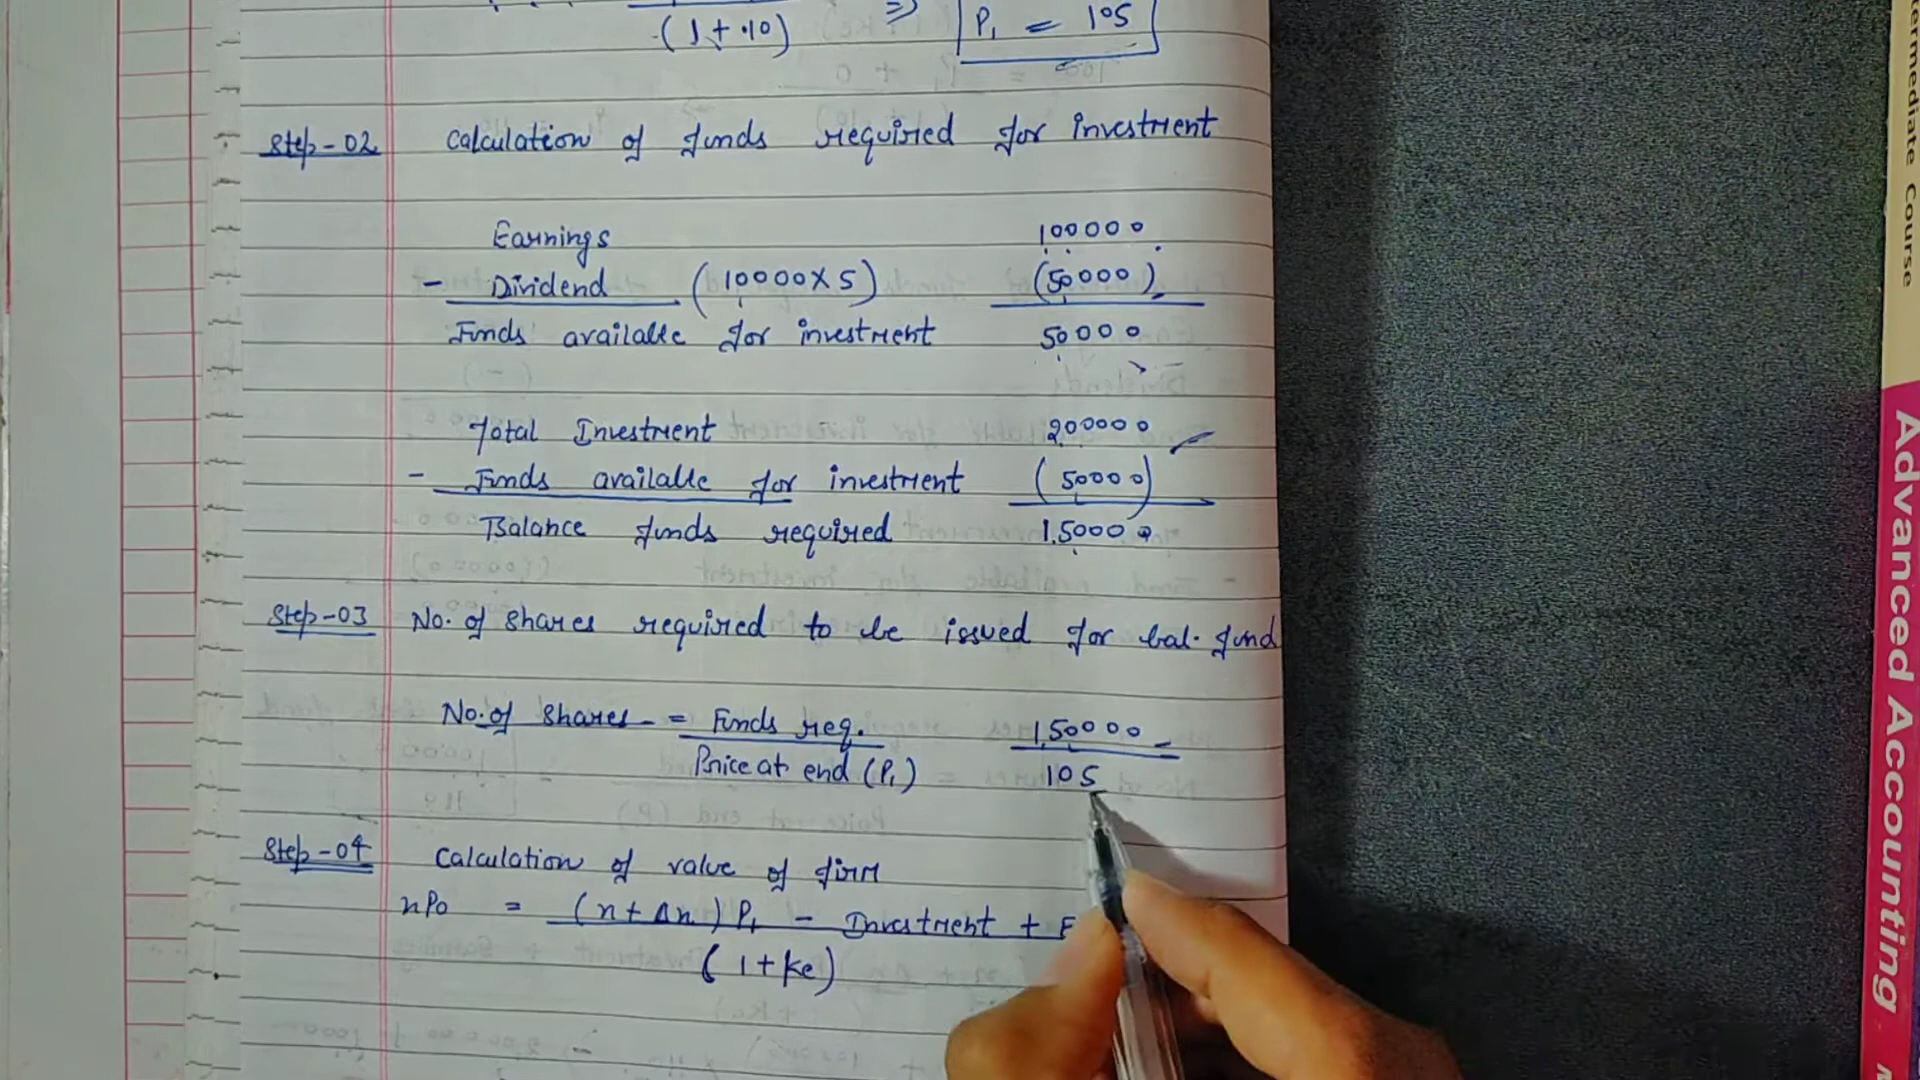 (1+.10) ⇒ P₁ = 105
Step-02 Calculation of funds required for investment
Earnings 100000
- Dividend (10000×5) (50000)
Funds available for investment 50000
Total Investment 200000
- Funds available for investment (50000)
Balance funds required 150000
Step-03 No. of shares required to be issued for bal. fund
No. of shares = Funds req. 150000
Price at end (P₁) 105
Step-04 Calculation of value of firm
nPo = (n+Δn) P₁ - Investment + E
(1+ke)
termediate Course
Advanced Accounting